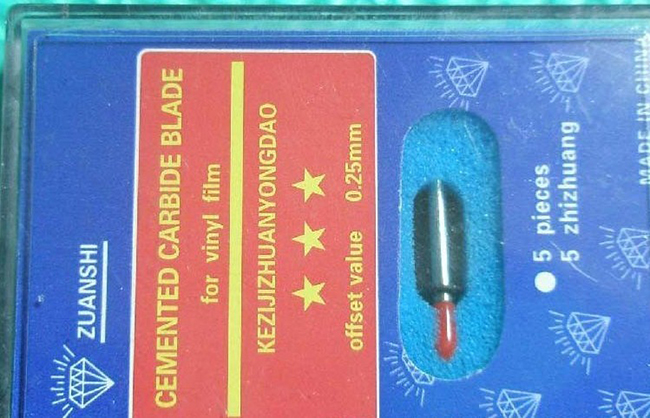 ZUANSHI
CEMENTED CARBIDE BLADE
for vinyl film
KEZIJIZHUANYONGDAO
offset value 0.25mm
5 pieces
5 zhizhuang
MADE IN CHINA